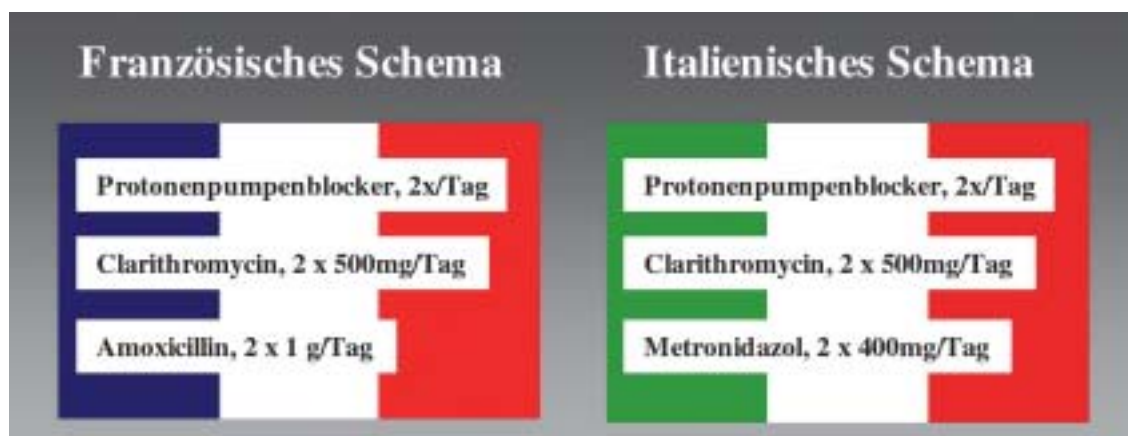 Französisches Schema
Protonenpumpenblocker, 2x/Tag
Clarithromycin, 2 x 500mg/Tag
Amoxicillin, 2 x 1 g/Tag
Italienisches Schema
Protonenpumpenblocker, 2x/Tag
Clarithromycin, 2 x 500mg/Tag
Metronidazol, 2 x 400mg/Tag